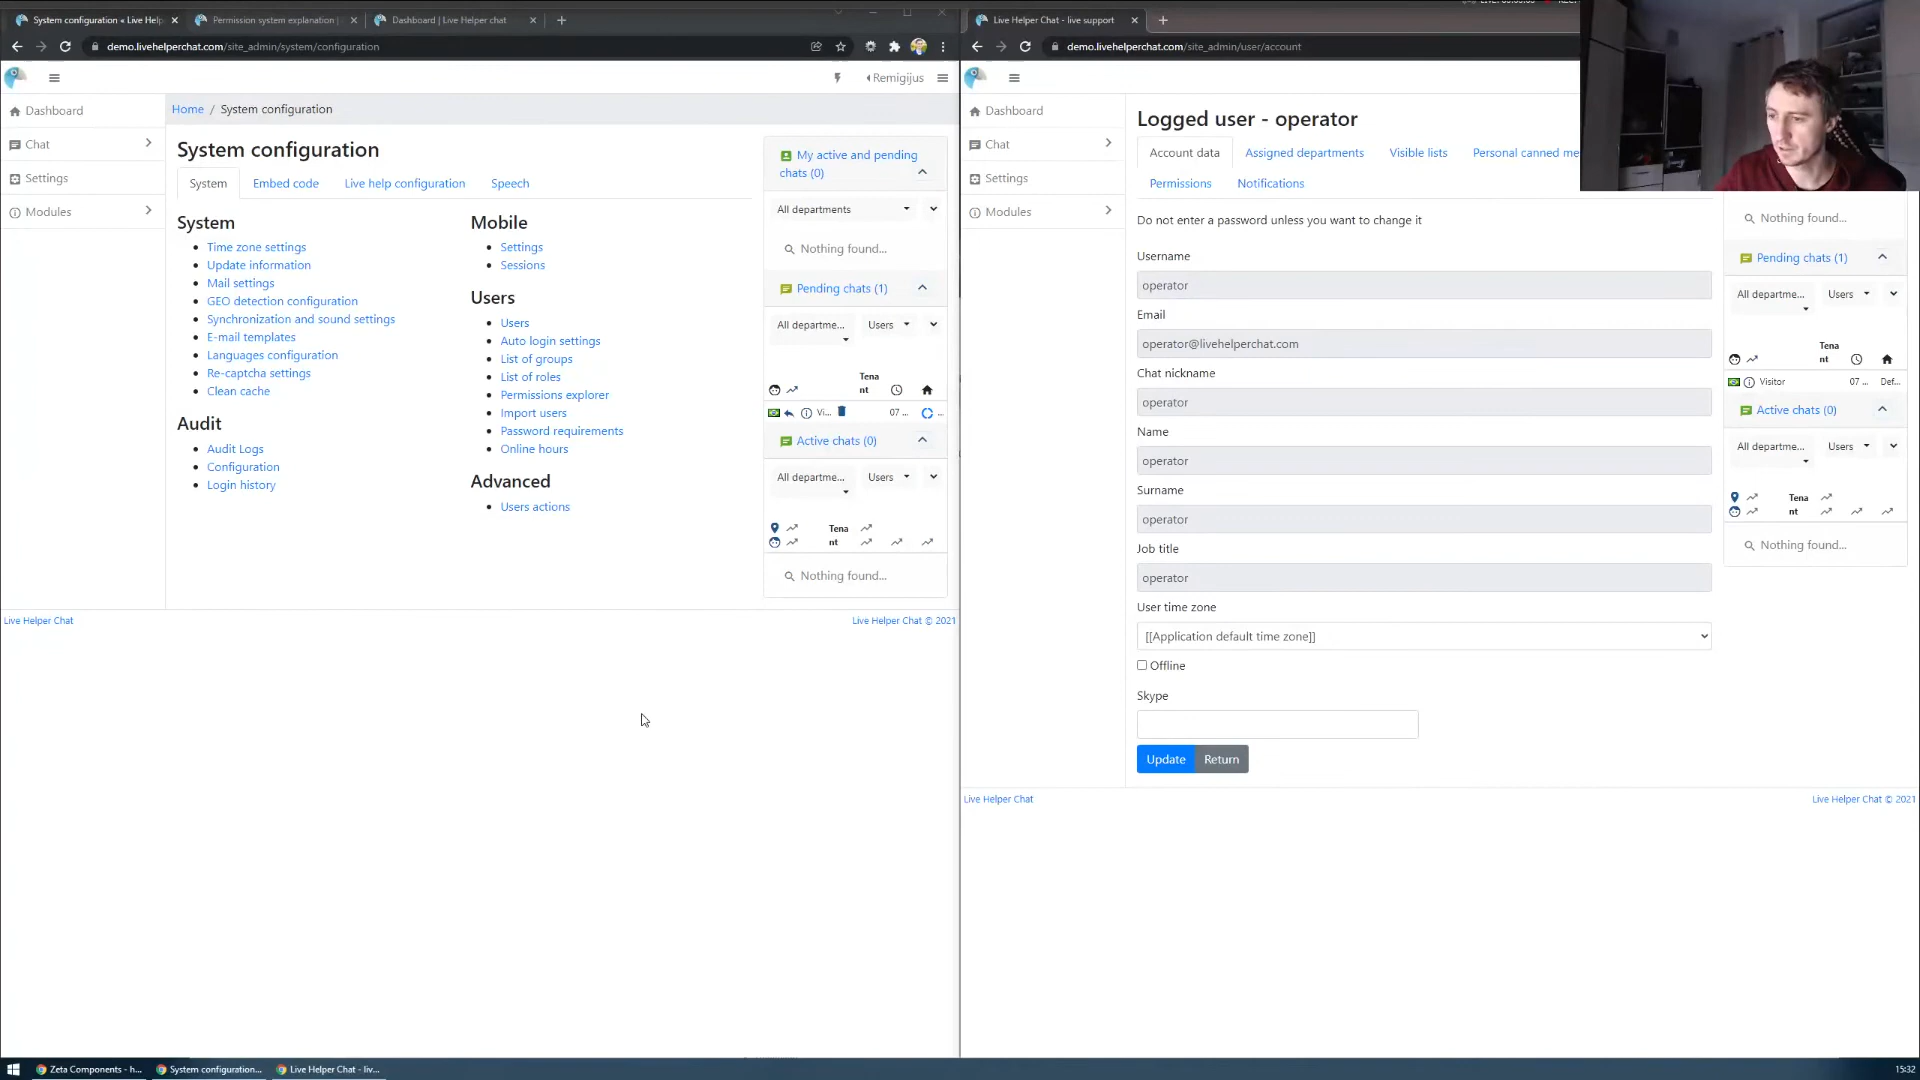 System configuration « Live Help
Permission system explanation |
Dashboard | Live Helper chat
demo.livehelperchat.com/site_admin/system/configuration
Remigijus
Dashboard
Chat
Settings
Modules
Home / System configuration
System configuration
System
Embed code
Live help configuration
Speech
System
Time zone settings
Update information
Mail settings
GEO detection configuration
Synchronization and sound settings
E-mail templates
Languages configuration
Re-captcha settings
Clean cache
Audit
Audit Logs
Configuration
Login history
Mobile
Settings
Sessions
Users
Users
Auto login settings
List of groups
List of roles
Permissions explorer
Import users
Password requirements
Online hours
Advanced
Users actions
My active and pending
chats (0)
All departments
Nothing found...
Pending chats (1)
All departme...
Users
Tena
nt
Vi...
07 ...
...
Active chats (0)
All departme...
Users
Tena
nt
Nothing found...
Live Helper Chat
Live Helper Chat © 2021
Live Helper Chat - live support
demo.livehelperchat.com/site_admin/user/account
Dashboard
Chat
Settings
Modules
Logged user - operator
Account data
Assigned departments
Visible lists
Personal canned me
Permissions
Notifications
Do not enter a password unless you want to change it
Username
operator
Email
operator@livehelperchat.com
Chat nickname
operator
Name
operator
Surname
operator
Job title
operator
User time zone
[[Application default time zone]]
Offline
Skype
Update
Return
Nothing found...
Pending chats (1)
All departme...
Users
Tena
nt
Visitor
07 ...
Def...
Active chats (0)
All departme...
Users
Tena
nt
Nothing found...
Live Helper Chat
Live Helper Chat © 2021
Zeta Components - h...
System configuration...
Live Helper Chat - liv...
15:32